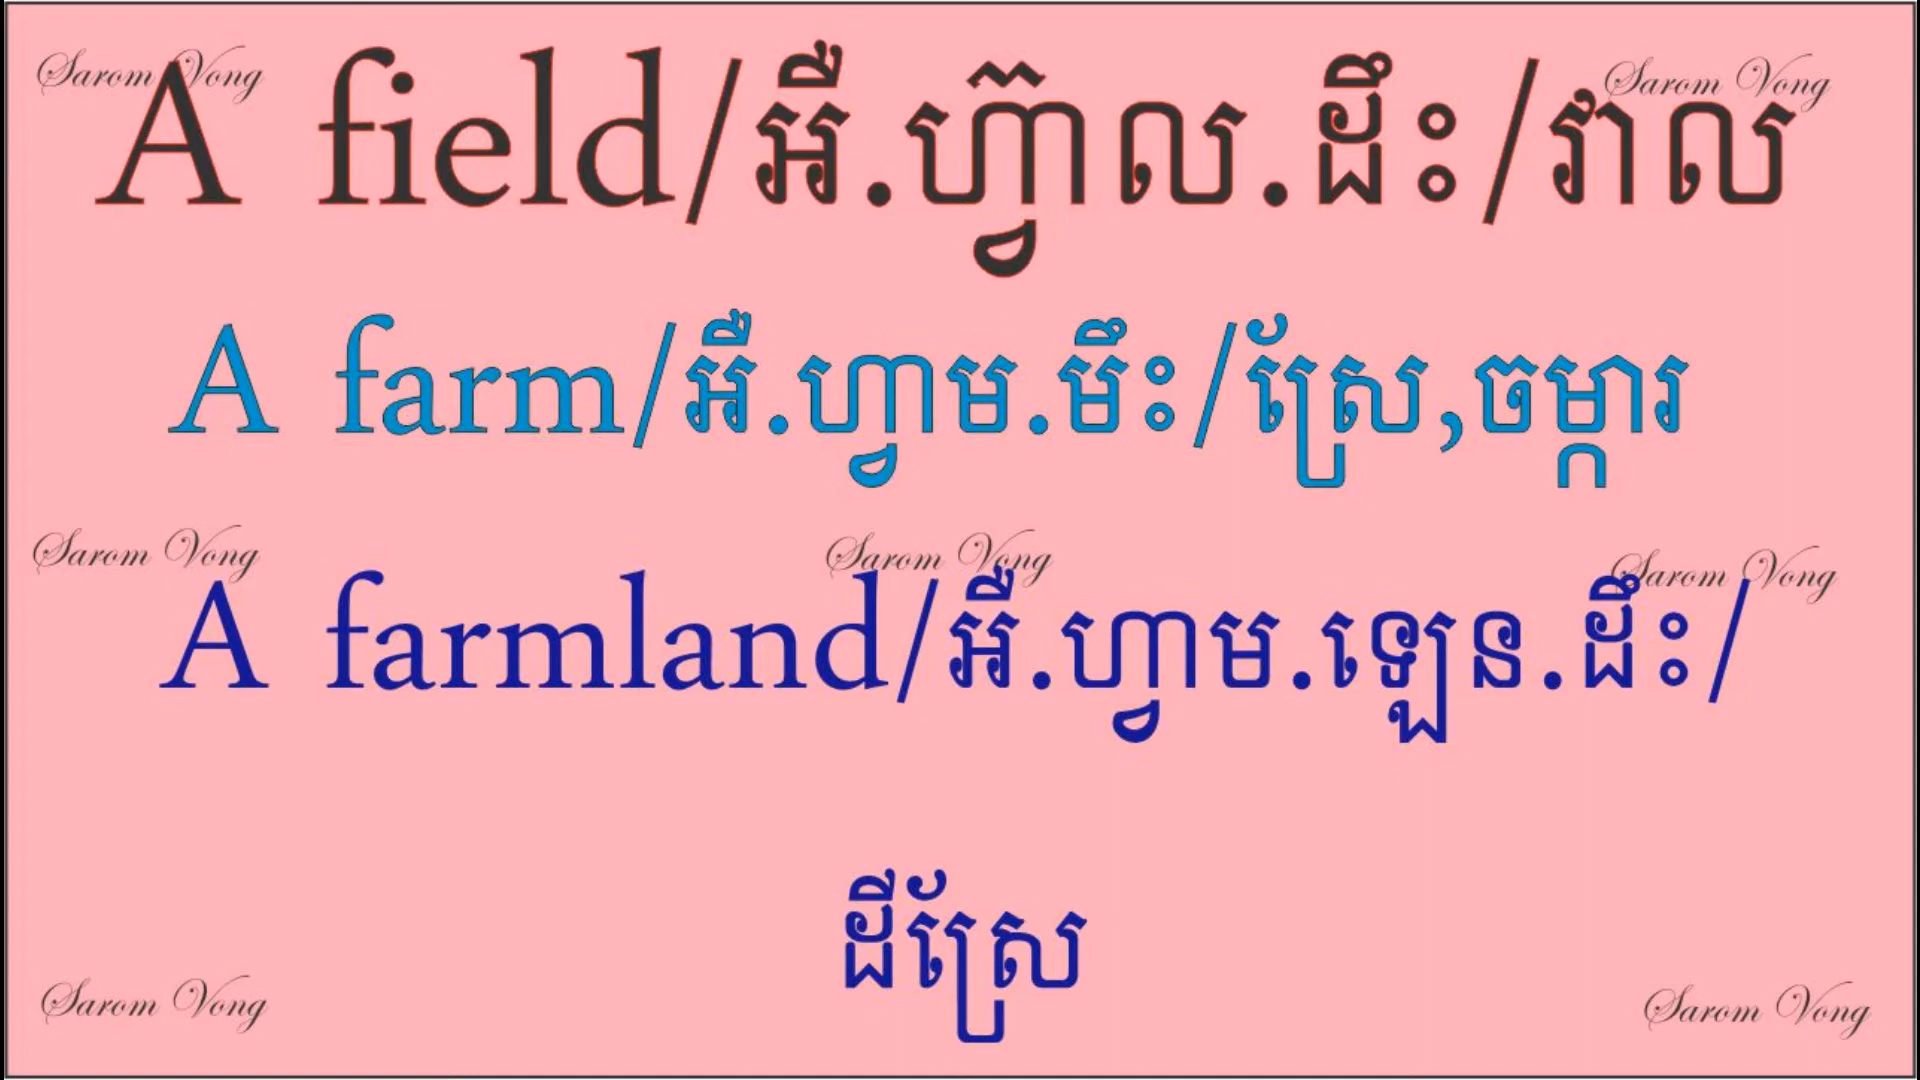 Sarom Vong Sarom Vong
A field/អឺ.ហ្វ៊ាល.ដឹះ/វាល
A farm/អឺ.ហ្វាម.មឹះ/ស្រែ,ចម្ការ
Sarom Vong Sarom Vong Sarom Vong
A farmland/អឺ.ហ្វាម.ឡេន.ដឹះ/
ដីស្រែ
Sarom Vong Sarom Vong